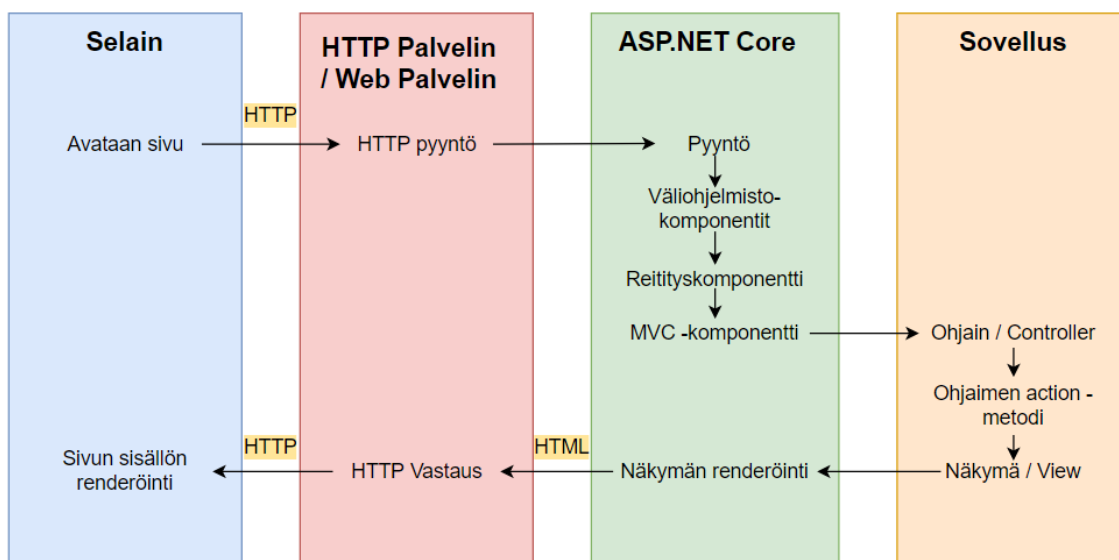 Selain
HTTP Palvelin
/ Web Palvelin
ASP.NET Core
Sovellus
HTTP
Avataan sivu
HTTP pyyntö
Pyyntö
Väliohjelmisto-
komponentit
Reitityskomponentti
MVC -komponentti
Ohjain / Controller
Ohjaimen action -
metodi
Näkymä / View
Näkymän renderöinti
HTML
HTTP Vastaus
HTTP
Sivun sisällön
renderöinti